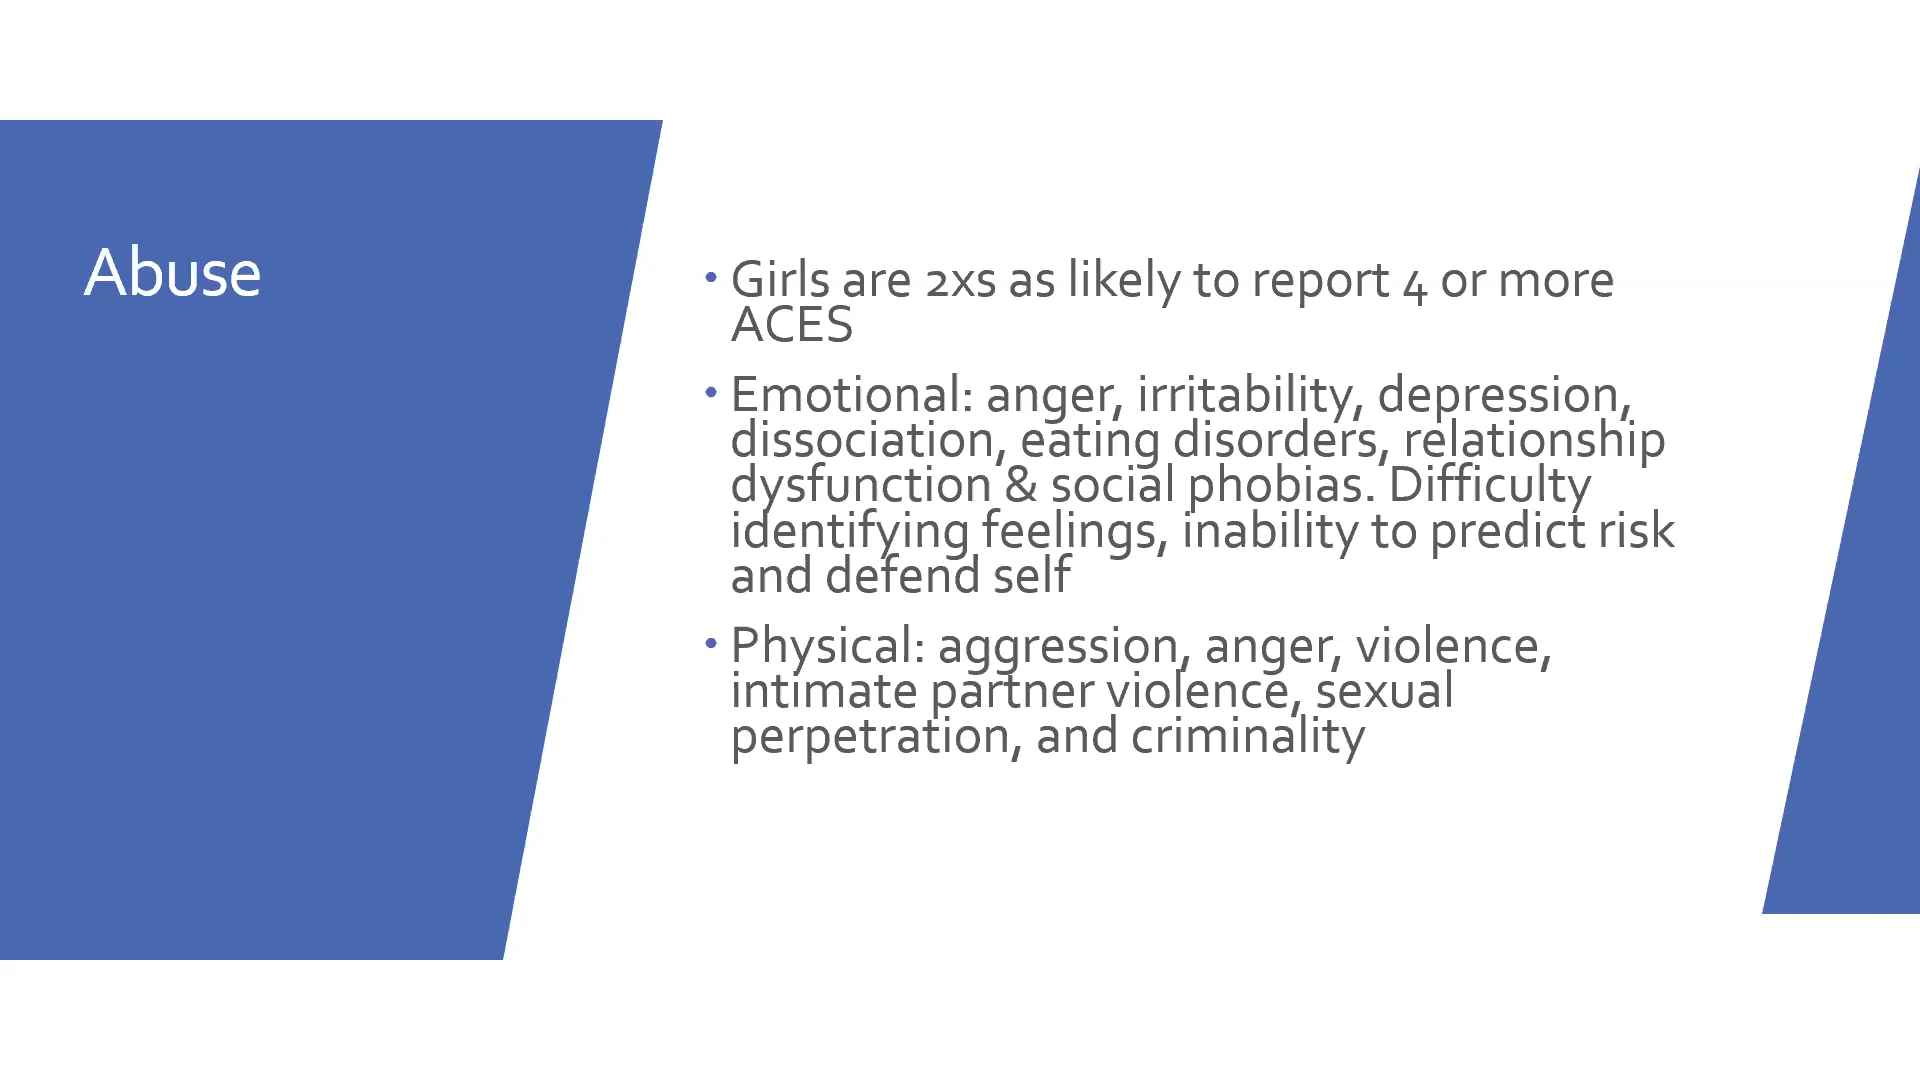 Abuse
• Girls are 2xs as likely to report 4 or more
ACES
• Emotional: anger, irritability, depression,
dissociation, eating disorders, relationship
dysfunction & social phobias. Difficulty
identifying feelings, inability to predict risk
and defend self
• Physical: aggression, anger, violence,
intimate partner violence, sexual
perpetration, and criminality